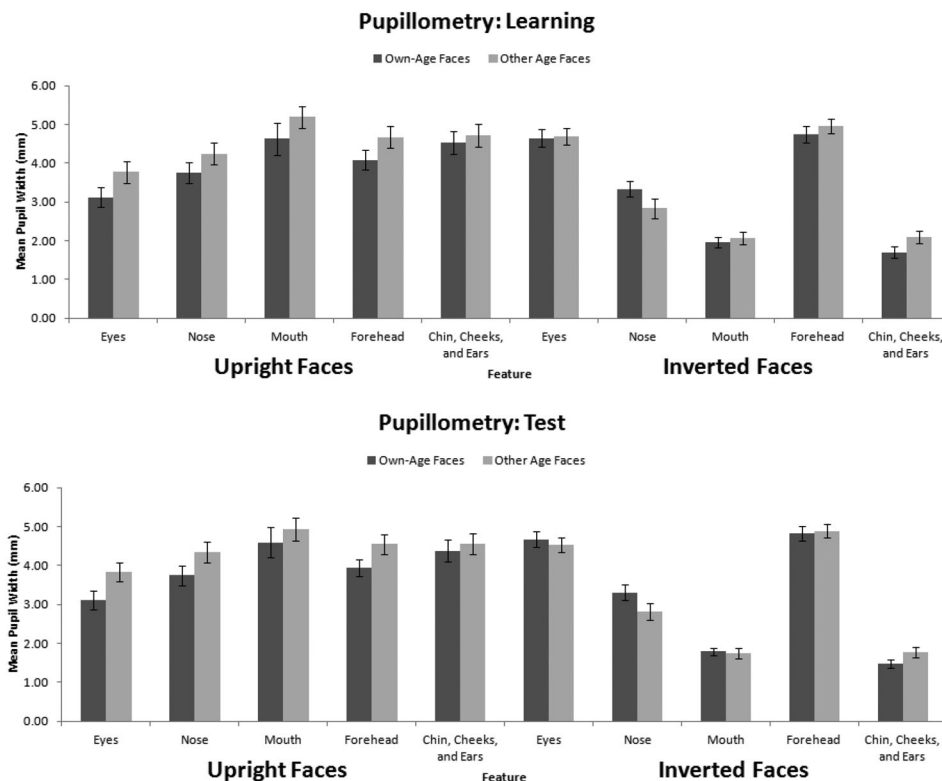 Pupillometry: Learning
Own-Age Faces Other Age Faces
Mean Pupil Width (mm)
6.00
5.00
4.00
3.00
2.00
1.00
0.00
Eyes Nose Mouth Forehead Chin, Cheeks, and Ears Eyes Nose Mouth Forehead Chin, Cheeks, and Ears
Upright Faces Feature Inverted Faces
Pupillometry: Test
Own-Age Faces Other Age Faces
Mean Pupil Width (mm)
6.00
5.00
4.00
3.00
2.00
1.00
0.00
Eyes Nose Mouth Forehead Chin, Cheeks, and Ears Eyes Nose Mouth Forehead Chin, Cheeks, and Ears
Upright Faces Feature Inverted Faces